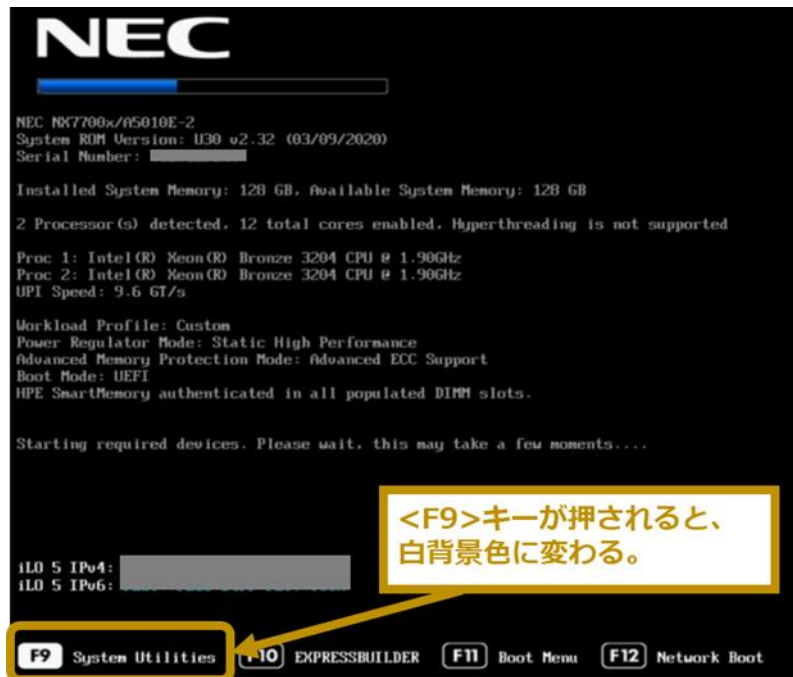 NEC
NEC NX7700x/A5010E-2
System ROM Version: U30 v2.32 (03/09/2020)
Serial Number:
Installed System Memory: 128 GB, Available System Memory: 128 GB
2 Processor(s) detected, 12 total cores enabled, Hyperthreading is not supported
Proc 1: Intel(R) Xeon(R) Bronze 3204 CPU @ 1.90GHz
Proc 2: Intel(R) Xeon(R) Bronze 3204 CPU @ 1.90GHz
UPI Speed: 9.6 GT/s
Workload Profile: Custom
Power Regulator Mode: Static High Performance
Advanced Memory Protection Mode: Advanced ECC Support
Boot Mode: UEFI
HPE SmartMemory authenticated in all populated DIMM slots.
Starting required devices. Please wait, this may take a few moments....
<F9>キーが押されると、
白背景色に変わる。
iLO 5 IPv4:
iLO 5 IPv6:
F9 System Utilities F10 EXPRESSBUILDER F11 Boot Menu F12 Network Boot